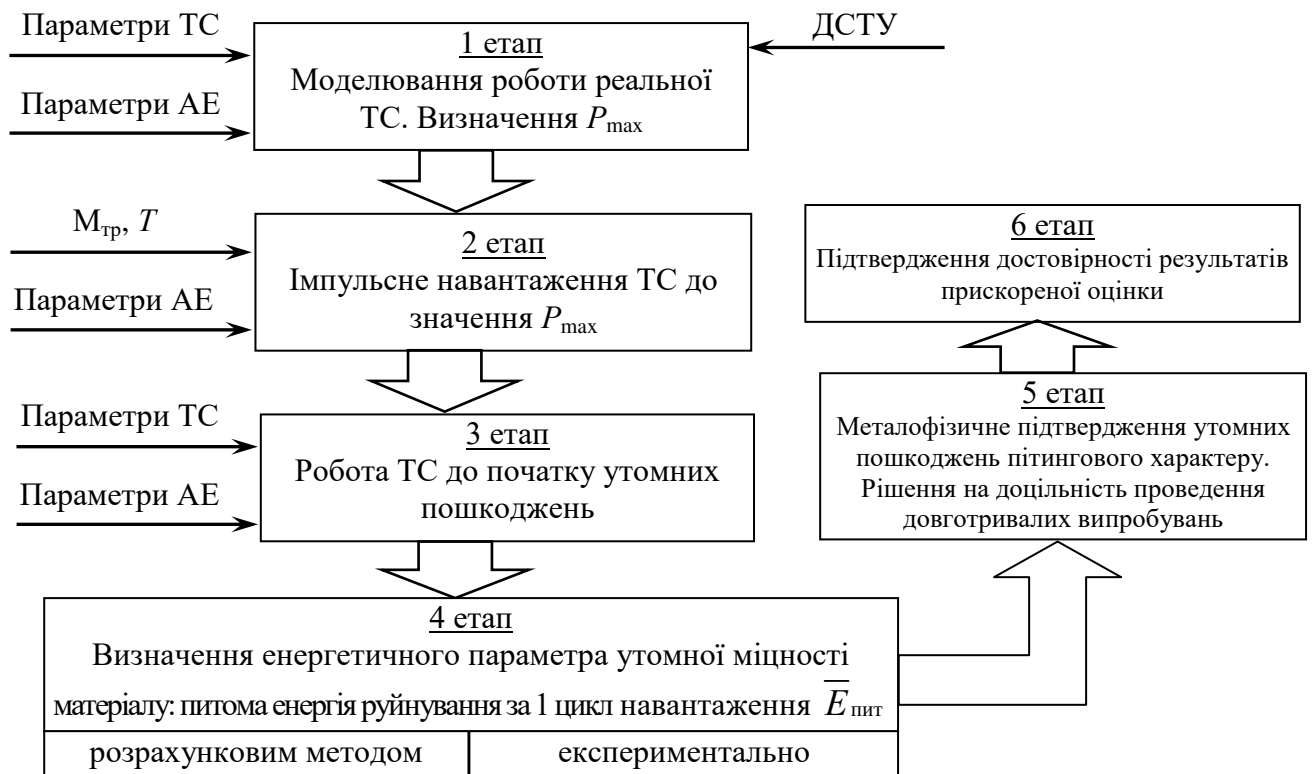 Параметри ТС
Параметри АЕ
ДСТУ
1 етап
Моделювання роботи реальної
ТС. Визначення Pmax
Мтр, T
Параметри АЕ
2 етап
Імпульсне навантаження ТС до
значення Pmax
Параметри ТС
Параметри АЕ
3 етап
Робота ТС до початку утомних
пошкоджень
4 етап
Визначення енергетичного параметра утомної міцності
матеріалу: питома енергія руйнування за 1 цикл навантаження E̅пит
розрахунковим методом
експериментально
5 етап
Металофізичне підтвердження утомних
пошкоджень пітингового характеру.
Рішення на доцільність проведення
довготривалих випробувань
6 етап
Підтвердження достовірності результатів
прискореної оцінки